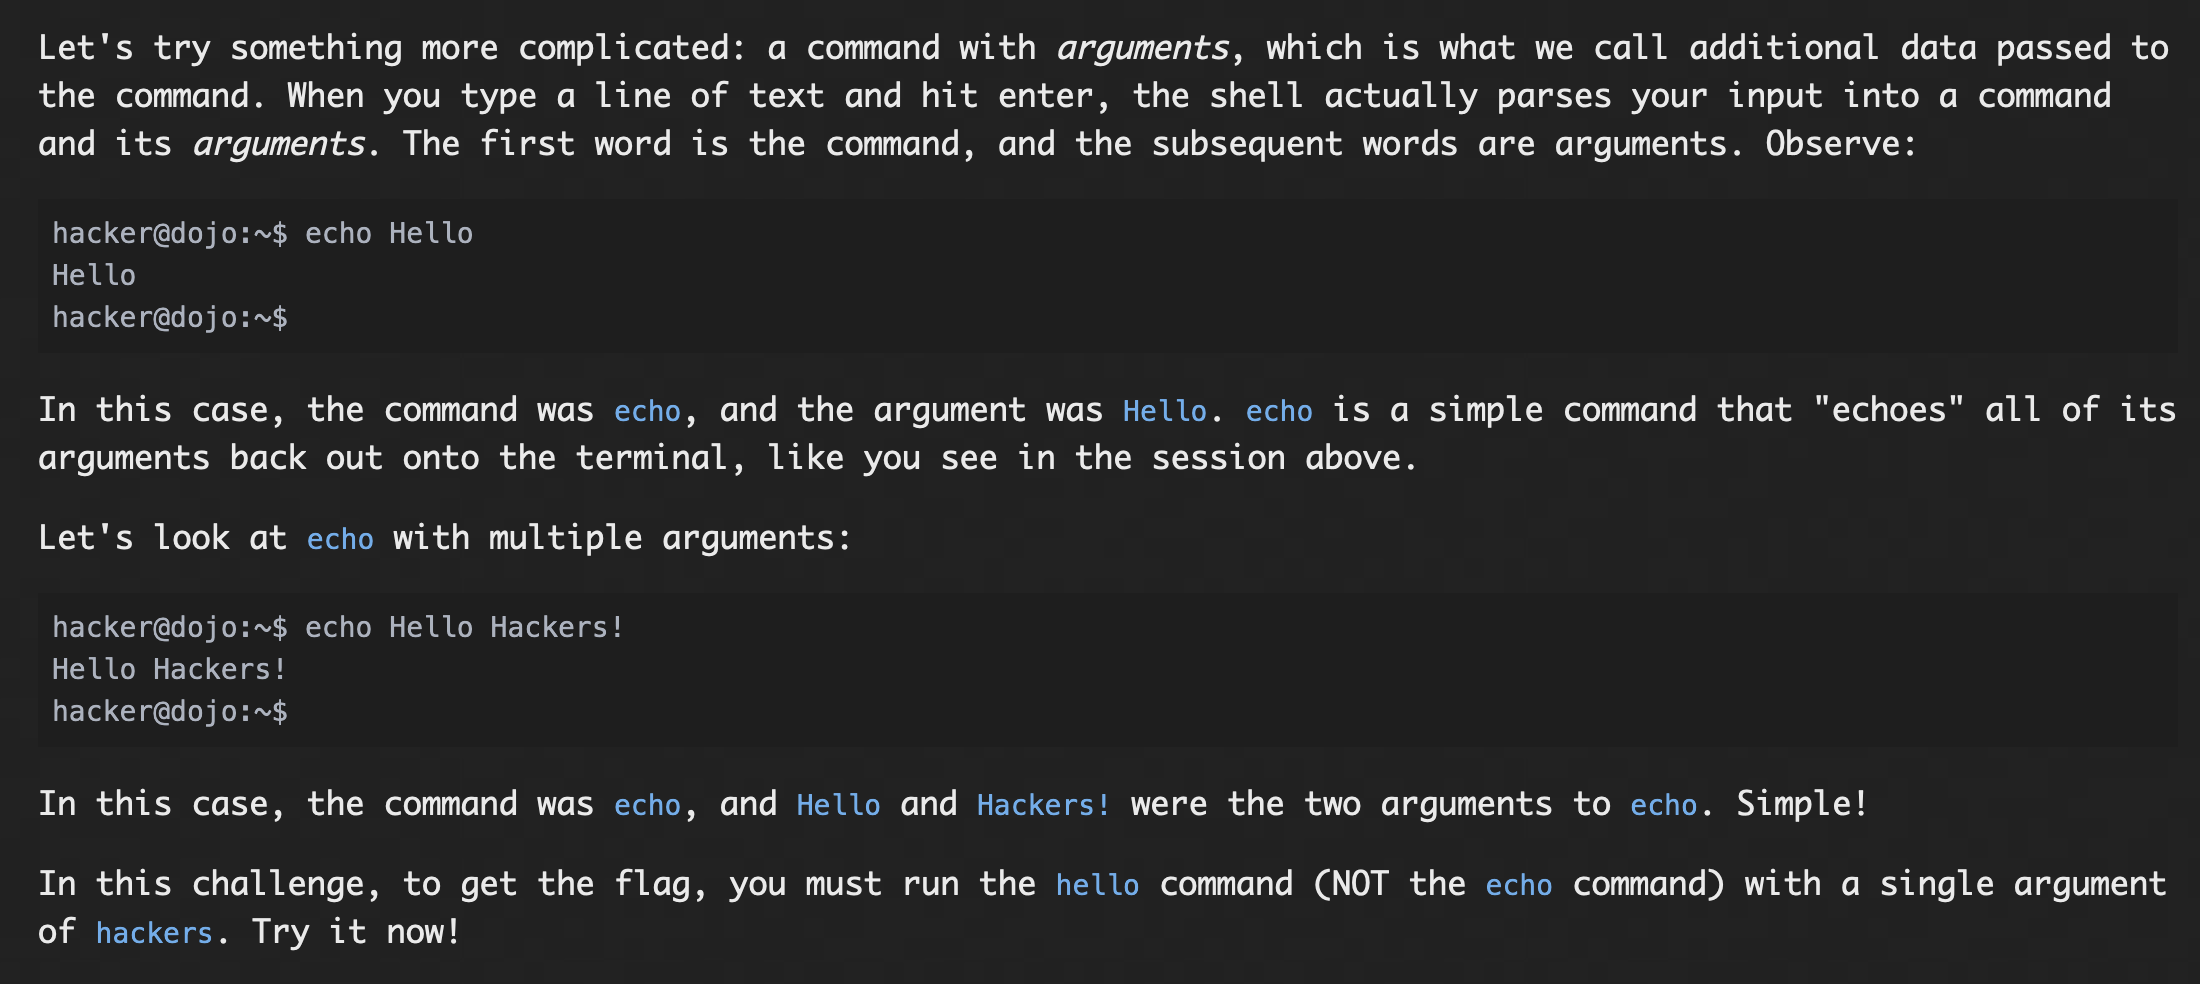 Let's try something more complicated: a command with arguments, which is what we call additional data passed to
the command. When you type a line of text and hit enter, the shell actually parses your input into a command
and its arguments. The first word is the command, and the subsequent words are arguments. Observe:
hacker@dojo:~$ echo Hello
Hello
hacker@dojo:~$
In this case, the command was echo, and the argument was Hello. echo is a simple command that "echoes" all of its
arguments back out onto the terminal, like you see in the session above.
Let's look at echo with multiple arguments:
hacker@dojo:~$ echo Hello Hackers!
Hello Hackers!
hacker@dojo:~$
In this case, the command was echo, and Hello and Hackers! were the two arguments to echo. Simple!
In this challenge, to get the flag, you must run the hello command (NOT the echo command) with a single argument
of hackers. Try it now!